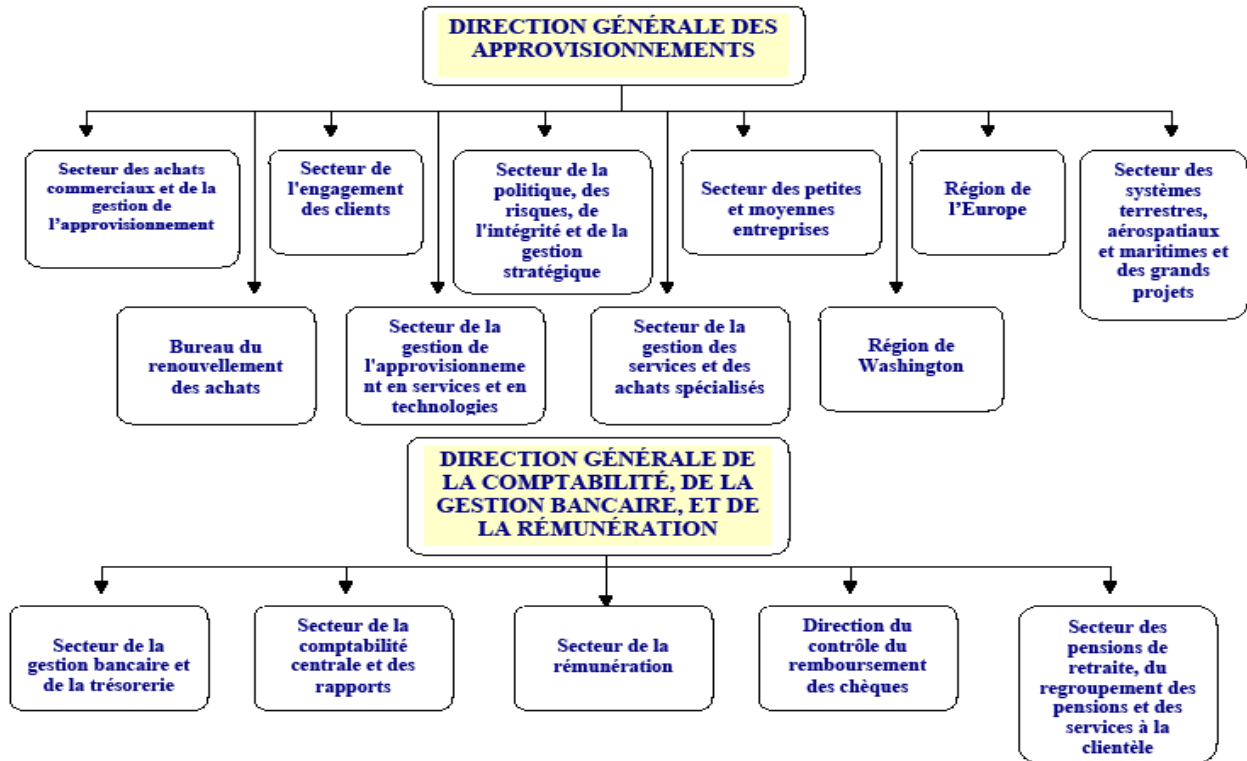 DIRECTION GÉNÉRALE DES
APPROVISIONNEMENTS
Secteur des achats
commerciaux et de la
gestion de
l'approvisionnement
Secteur de
l'engagement
des clients
Secteur de la
politique, des
risques, de
l'intégrité et de la
gestion
stratégique
Secteur des petites
et moyennes
entreprises
Région de
l'Europe
Secteur des
systèmes
terrestres,
aérospatiaux
et maritimes et
des grands
projets
Bureau du
renouvellement
des achats
Secteur de la
gestion de
l'approvisionneme
nt en services et en
technologies
Secteur de la
gestion des
services et des
achats spécialisés
Région de
Washington
DIRECTION GÉNÉRALE DE
LA COMPTABILITÉ, DE LA
GESTION BANCAIRE, ET DE
LA RÉMUNÉRATION
Secteur de la
gestion bancaire et
de la trésorerie
Secteur de la
comptabilité
centrale et des
rapports
Secteur de la
rémunération
Direction du
contrôle du
remboursement
des chèques
Secteur des
pensions de
retraite, du
regroupement des
pensions et des
services à la
clientèle